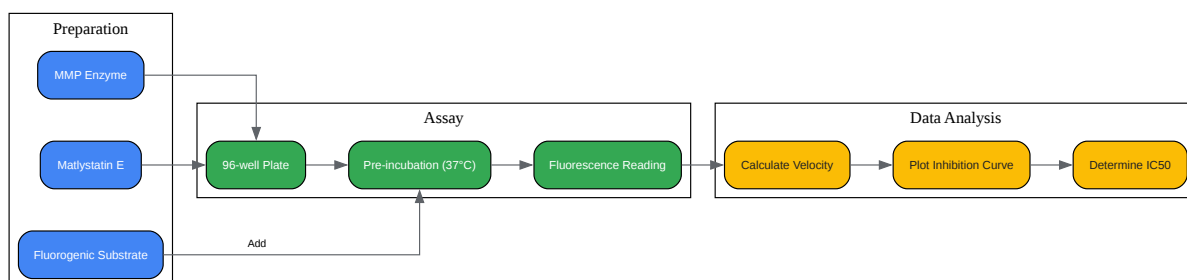 Preparation
MMP Enzyme
Matlystatin E
Fluorogenic Substrate
Add
Assay
96-well Plate
Pre-incubation (37°C)
Fluorescence Reading
Data Analysis
Calculate Velocity
Plot Inhibition Curve
Determine IC50